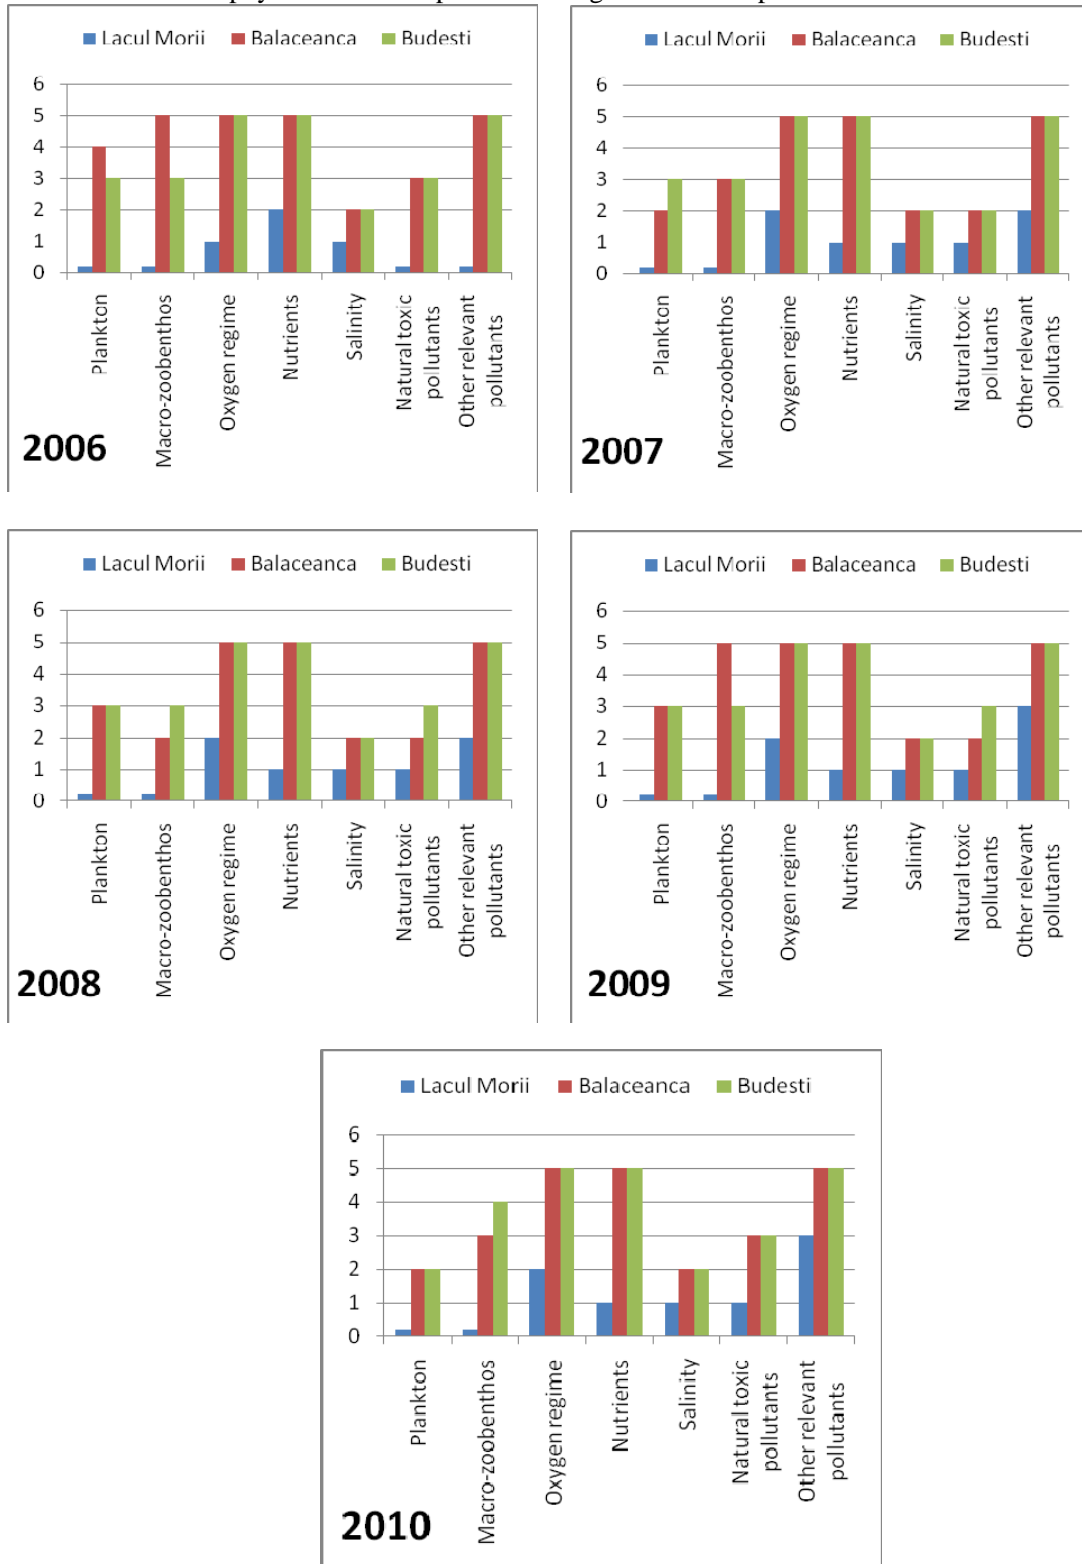 Lacul Morii Balaceanca Budesti
6
5
4
3
2
1
0
Plankton
Macro-zoobenthos
Oxygen regime
Nutrients
Salinity
Natural toxic
pollutants
Other relevant
pollutants
2006
Lacul Morii Balaceanca Budesti
6
5
4
3
2
1
0
Plankton
Macro-zoobenthos
Oxygen regime
Nutrients
Salinity
Natural toxic
pollutants
Other relevant
pollutants
2007
Lacul Morii Balaceanca Budesti
6
5
4
3
2
1
0
Plankton
Macro-zoobenthos
Oxygen regime
Nutrients
Salinity
Natural toxic
pollutants
Other relevant
pollutants
2008
Lacul Morii Balaceanca Budesti
6
5
4
3
2
1
0
Plankton
Macro-zoobenthos
Oxygen regime
Nutrients
Salinity
Natural toxic
pollutants
Other relevant
pollutants
2009
Lacul Morii Balaceanca Budesti
6
5
4
3
2
1
0
Plankton
Macro-zoobenthos
Oxygen regime
Nutrients
Salinity
Natural toxic
pollutants
Other relevant
pollutants
2010